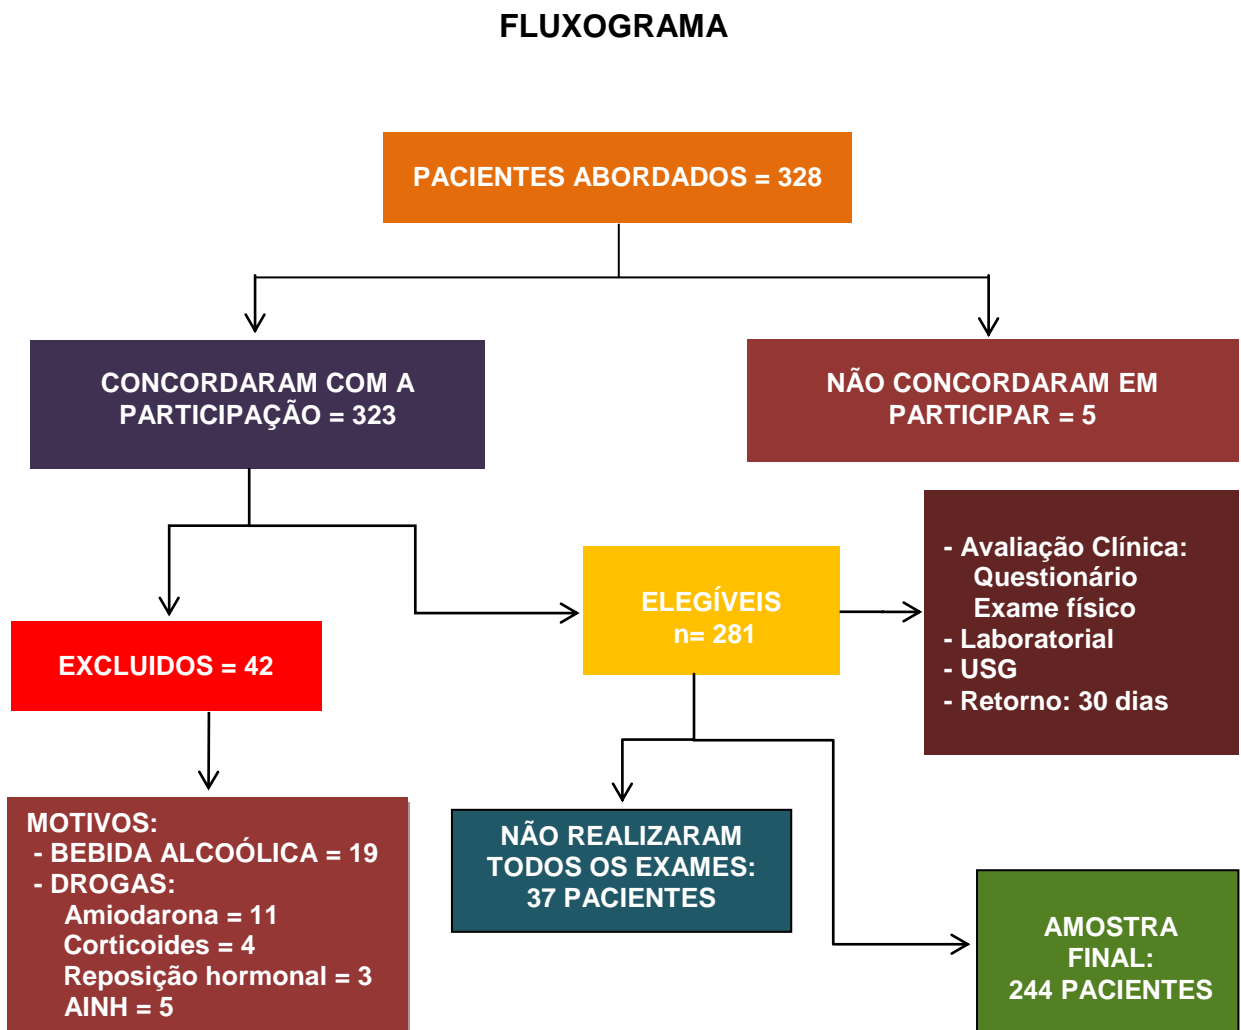 FLUXOGRAMA
PACIENTES ABORDADOS = 328
CONCORDARAM COM A
PARTICIPAÇÃO = 323
NÃO CONCORDARAM EM
PARTICIPAR = 5
- Avaliação Clínica:
Questionário
Exame físico
- Laboratorial
- USG
- Retorno: 30 dias
ELEGÍVEIS
n= 281
EXCLUIDOS = 42
MOTIVOS:
- BEBIDA ALCOÓLICA = 19
- DROGAS:
Amiodarona = 11
Corticoides = 4
Reposição hormonal = 3
AINH = 5
NÃO REALIZARAM
TODOS OS EXAMES:
37 PACIENTES
AMOSTRA
FINAL:
244 PACIENTES